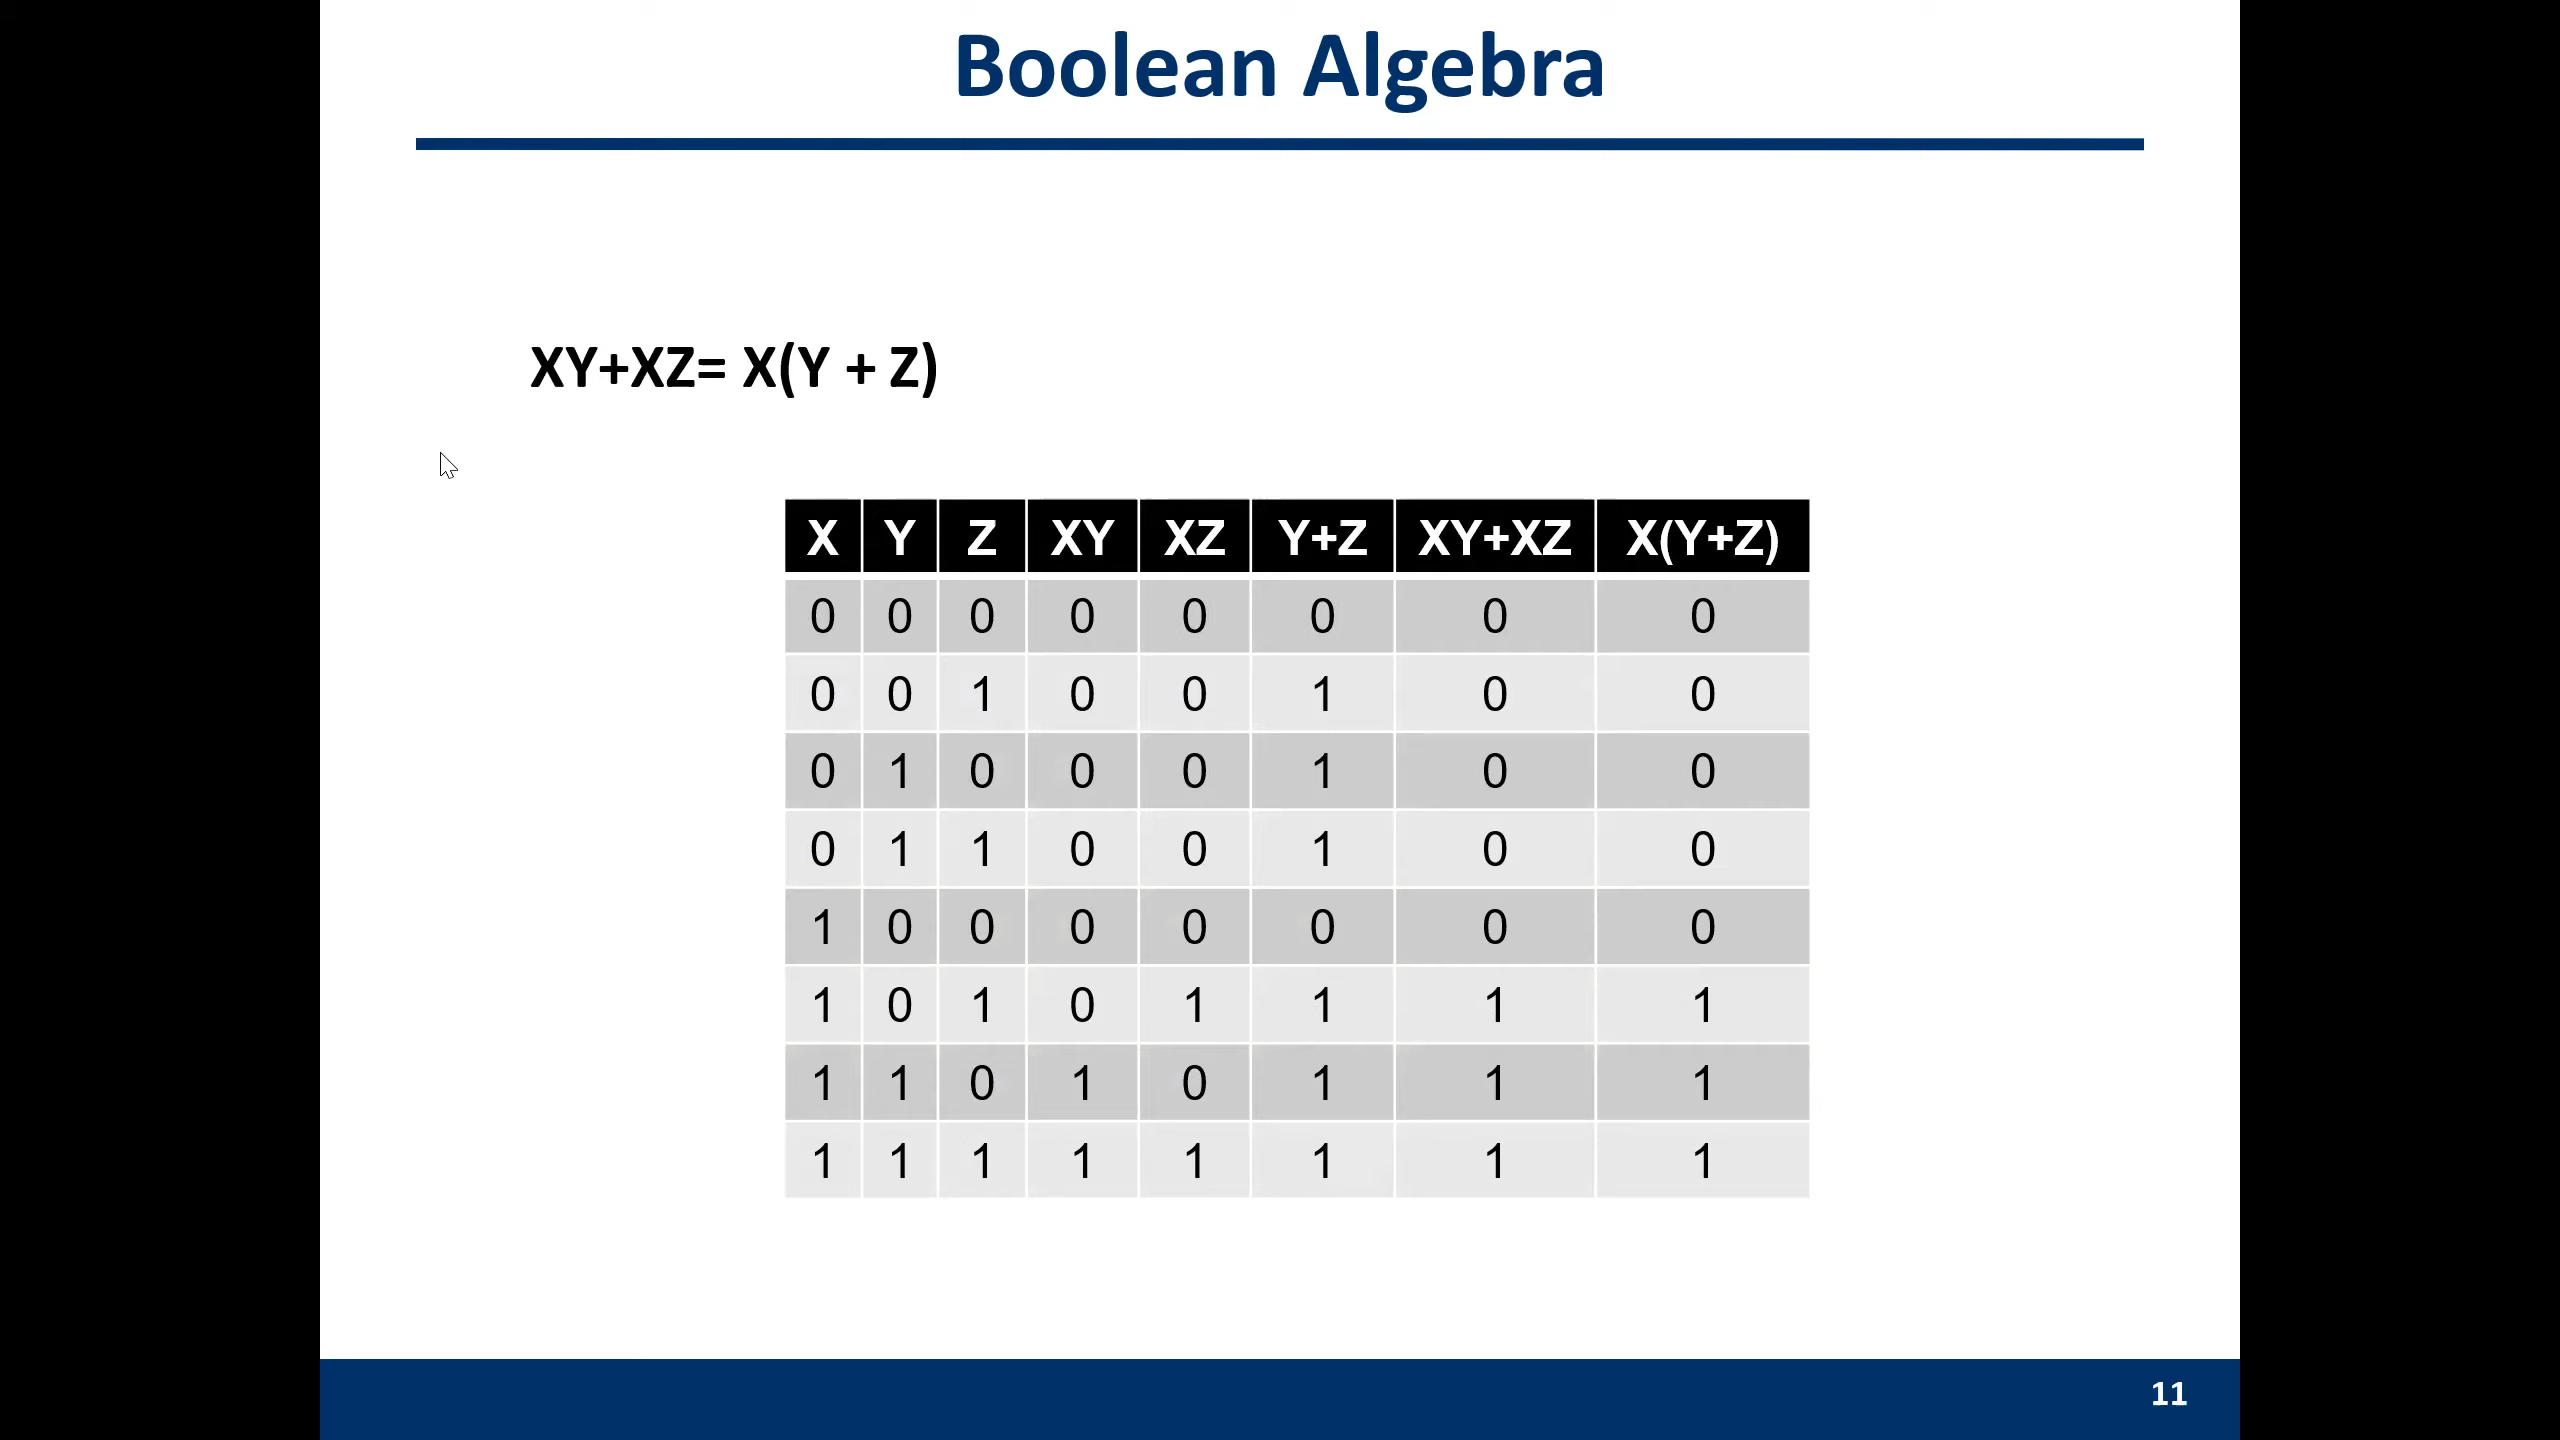 Boolean Algebra
XY+XZ= X(Y + Z)
X Y Z XY XZ Y+Z XY+XZ X(Y+Z)
0 0 0 0 0 0 0 0
0 0 1 0 0 1 0 0
0 1 0 0 0 1 0 0
0 1 1 0 0 1 0 0
1 0 0 0 0 0 0 0
1 0 1 0 1 1 1 1
1 1 0 1 0 1 1 1
1 1 1 1 1 1 1 1
11